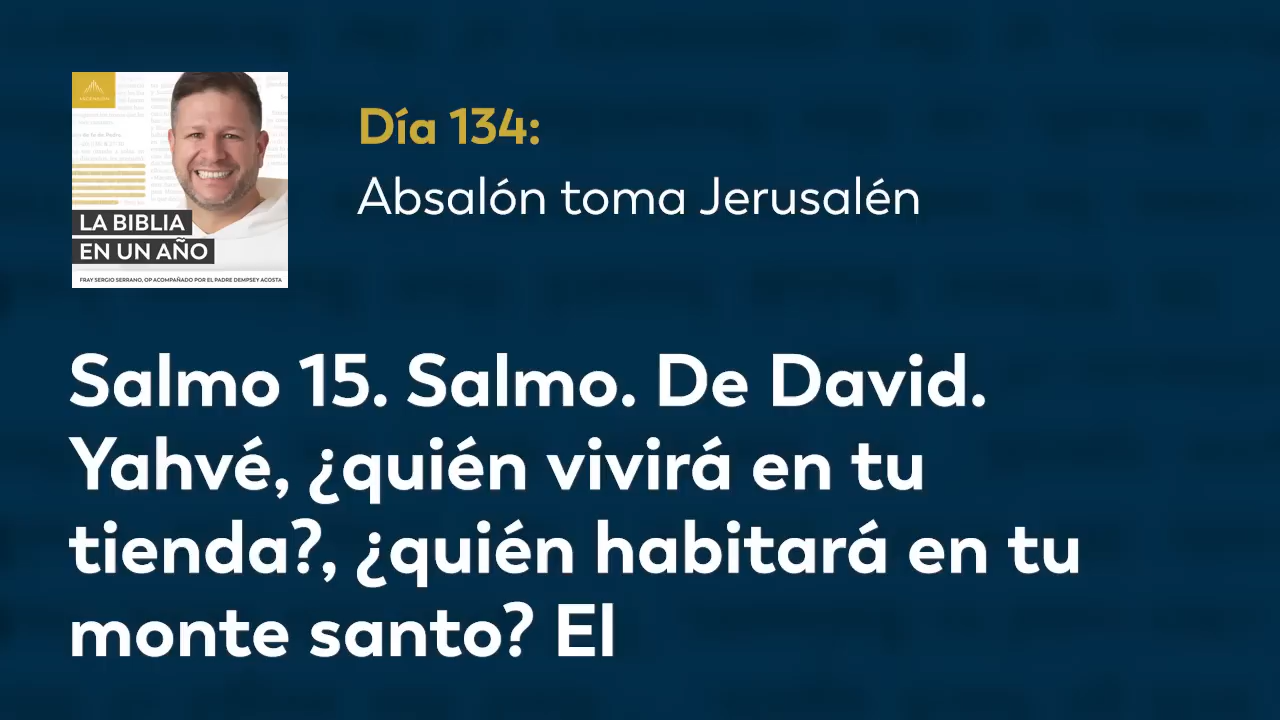 ASCENSION
LA BIBLIA
EN UN AÑO
FRAY SERGIO SERRANO, OP ACOMPAÑADO POR EL PADRE DEMPSEY ACOSTA
Día 134:
Absalón toma Jerusalén
Salmo 15. Salmo. De David.
Yahvé, ¿quién vivirá en tu
tienda?, ¿quién habitará en tu
monte santo? El